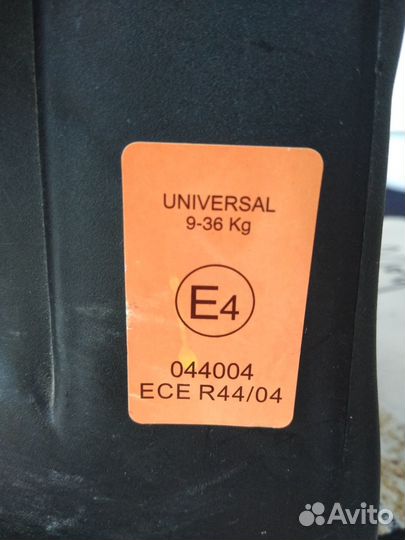 UNIVERSAL
9-36 Kg
E4
044004
ECE R44/04
Avito